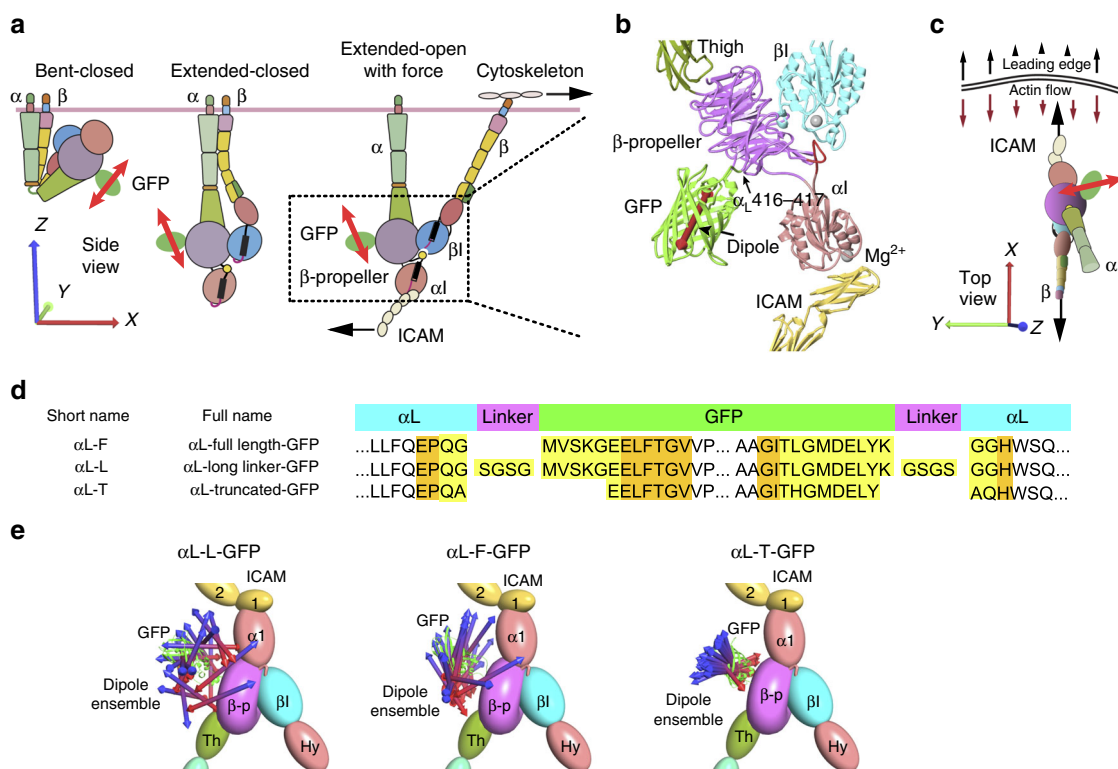 a
Bent-closed
Extended-closed
Extended-open
with force
Cytoskeleton
α
β
α
β
α
β
GFP
GFP
β-propeller
βI
αI
ICAM
Z
Y
X
Side
view
b
Thigh
βI
β-propeller
αI
GFP
αL416–417
Dipole
Mg2+
ICAM
c
Leading edge
Actin flow
ICAM
α
β
X
Top
view
Y
Z
d
Short name Full name αL Linker GFP Linker αL
αL-F αL-full length-GFP ...LLFQEPQG MVSKGEELFTGVVP... AAGITLGMDELYK GGHWSQ...
αL-L αL-long linker-GFP ...LLFQEPQG SGSG MVSKGEELFTGVVP... AAGITLGMDELYK GSGS GGHWSQ...
αL-T αL-truncated-GFP ...LLFQEPQA EELFTGVVP... AAGITHGMDELY AQHWSQ...
e
αL-L-GFP
ICAM
2
1
GFP
α1
Dipole
ensemble
β-p
βI
Th
Hy
αL-F-GFP
ICAM
2
1
GFP
α1
Dipole
ensemble
β-p
βI
Th
Hy
αL-T-GFP
ICAM
2
1
GFP
α1
Dipole
ensemble
β-p
βI
Th
Hy